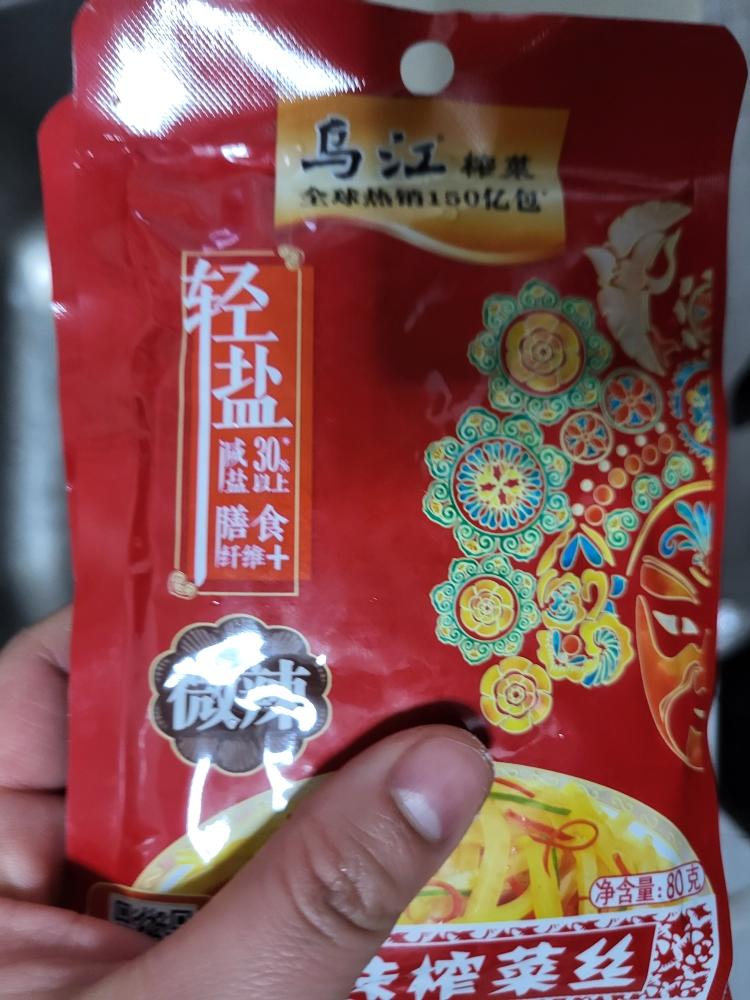 乌江 榨菜
全球热销150亿包
轻盐
减盐30%以上
膳食纤维+
微辣
净含量:80克
味榨菜丝